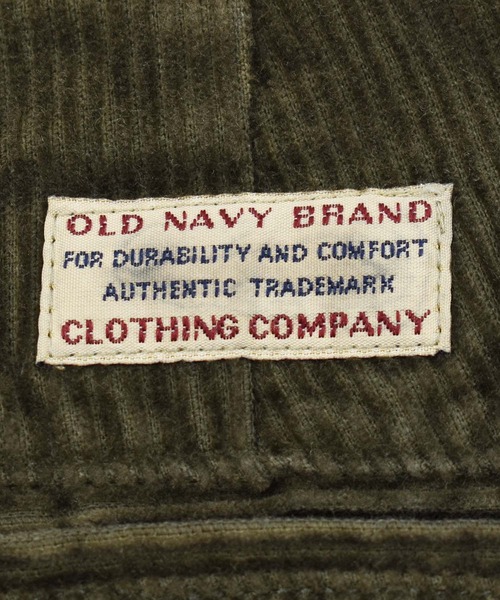 OLD NAVY BRAND
FOR DURABILITY AND COMFORT
AUTHENTIC TRADEMARK
CLOTHING COMPANY